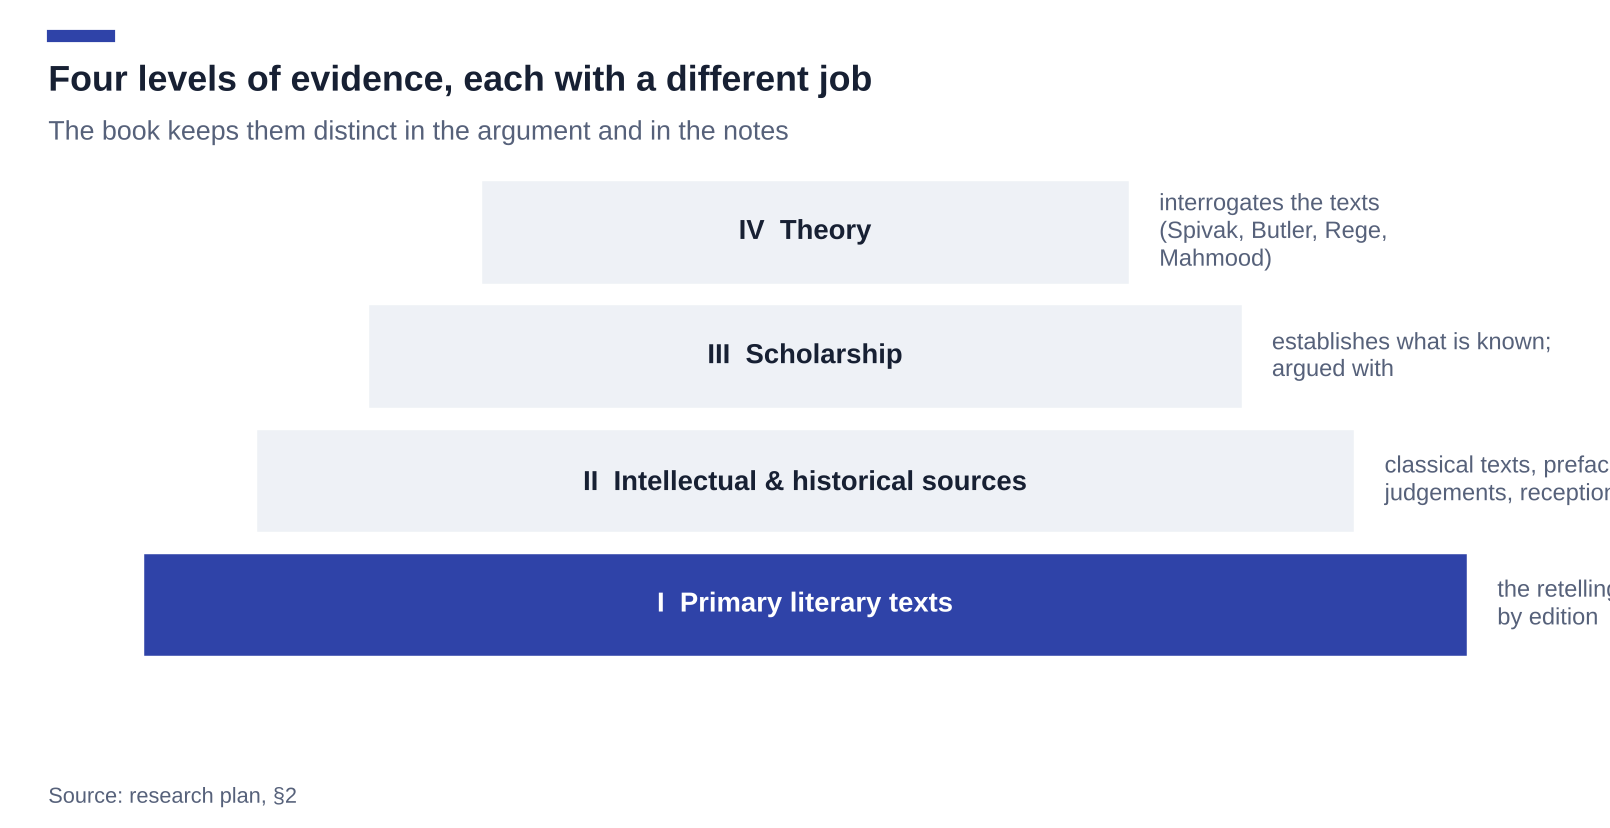 Four levels of evidence, each with a different job
The book keeps them distinct in the argument and in the notes
IV Theory
interrogates the texts
(Spivak, Butler, Rege,
Mahmood)
III Scholarship
establishes what is known;
argued with
II Intellectual & historical sources
classical texts,
judgements,
I Primary literary texts
the
by edition
Source: research plan, §2